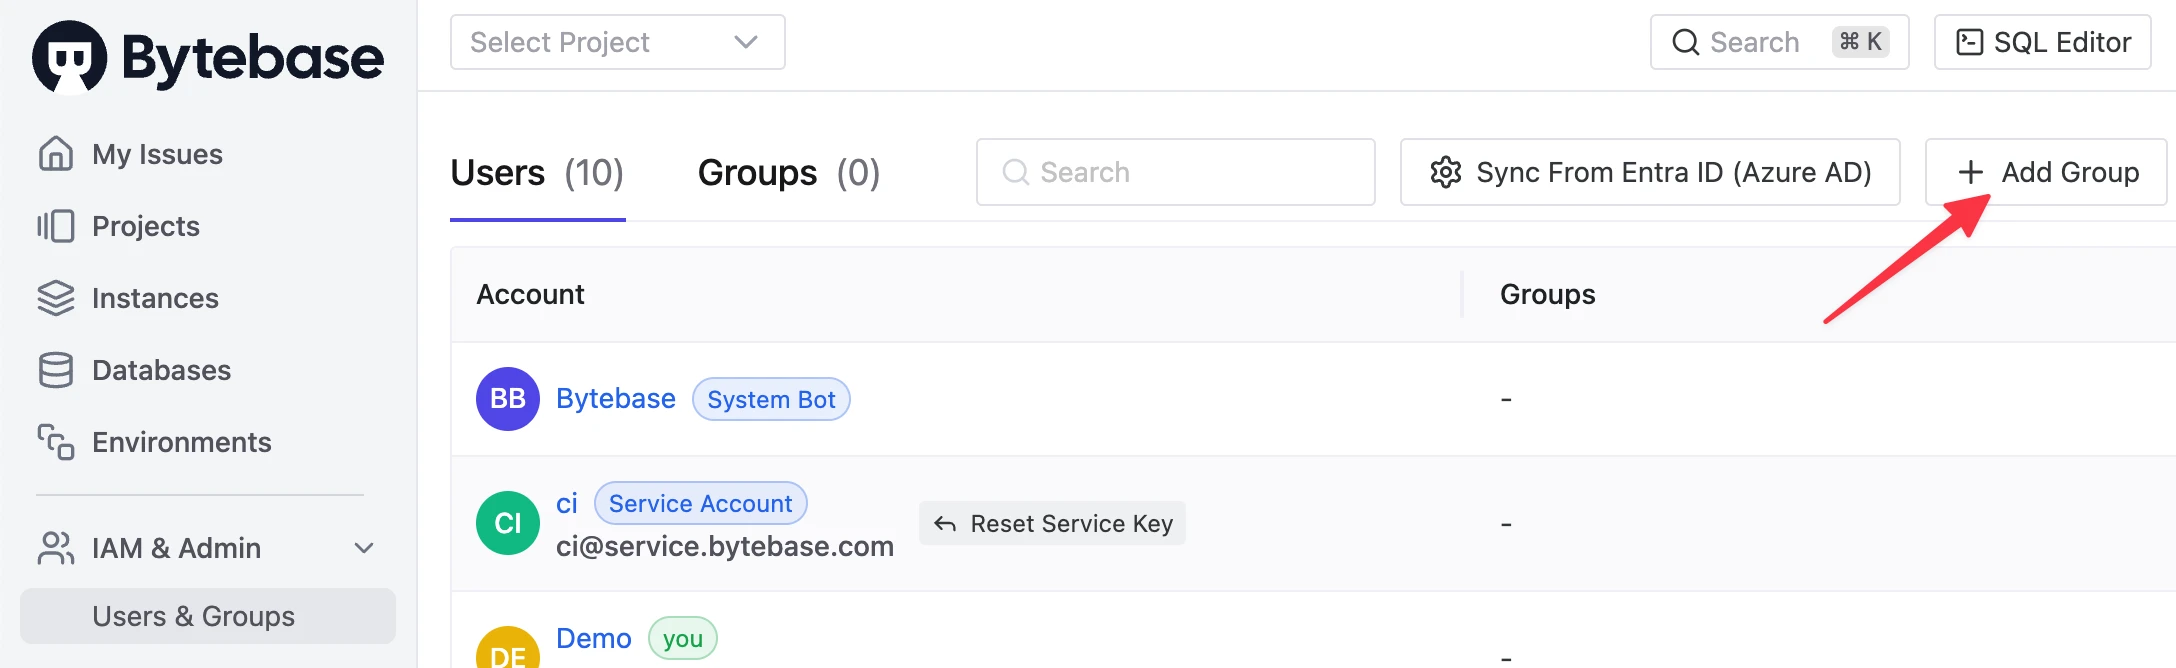 Bytebase
Select Project
Search ⌘ K
SQL Editor
My Issues
Projects
Instances
Databases
Environments
IAM & Admin
Users & Groups
Users (10)
Groups (0)
Search
Sync From Entra ID (Azure AD)
+ Add Group
Account
Groups
BB
Bytebase
System Bot
-
CI
ci
Service Account
ci@service.bytebase.com
Reset Service Key
-
DE
Demo
you
-